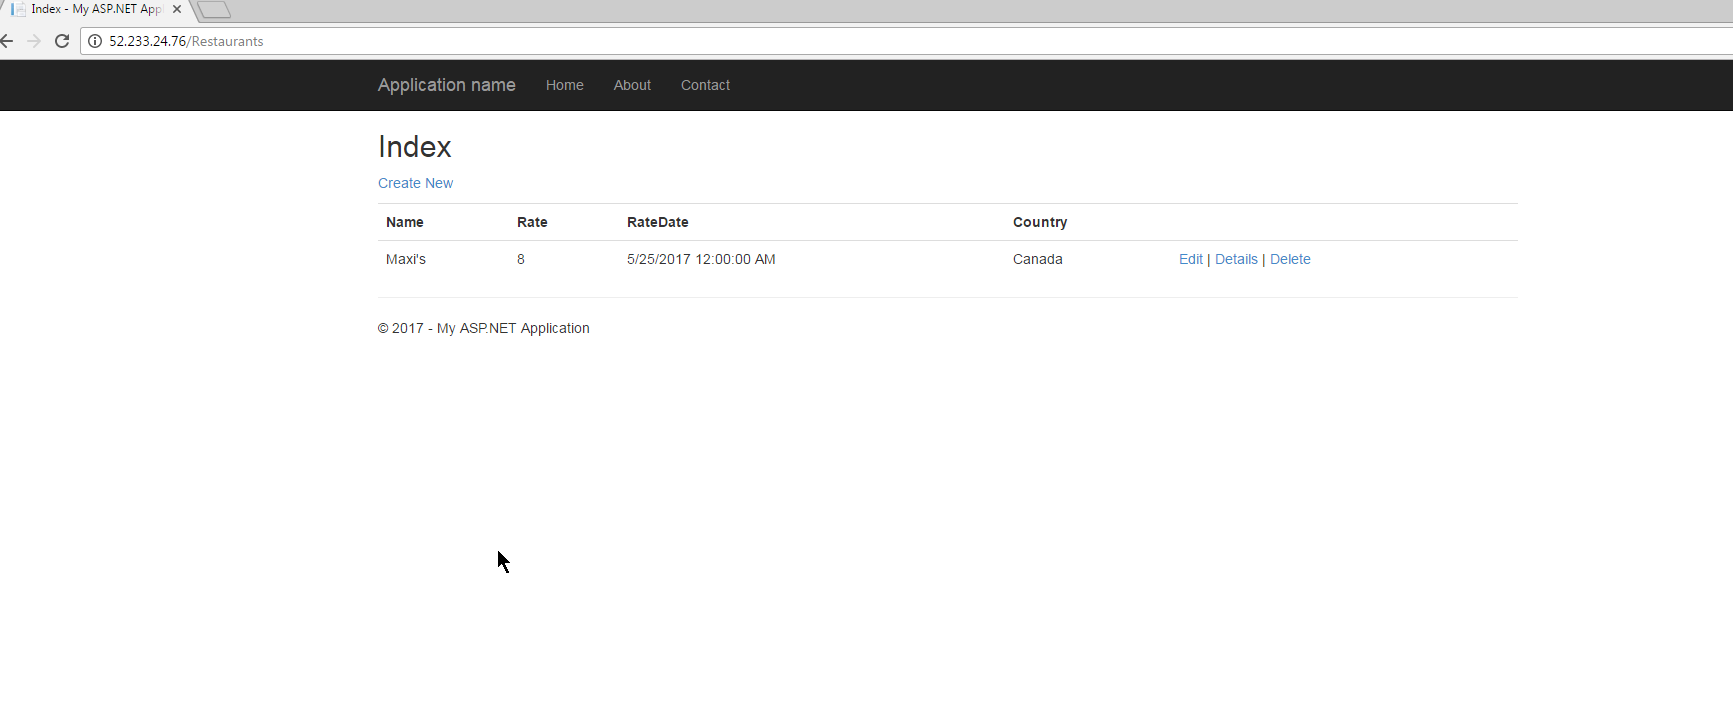 Index - My ASP.NET App
52.233.24.76/Restaurants
Application name Home About Contact
Index
Create New
Name Rate RateDate Country
Maxi's 8 5/25/2017 12:00:00 AM Canada Edit | Details | Delete
© 2017 - My ASP.NET Application